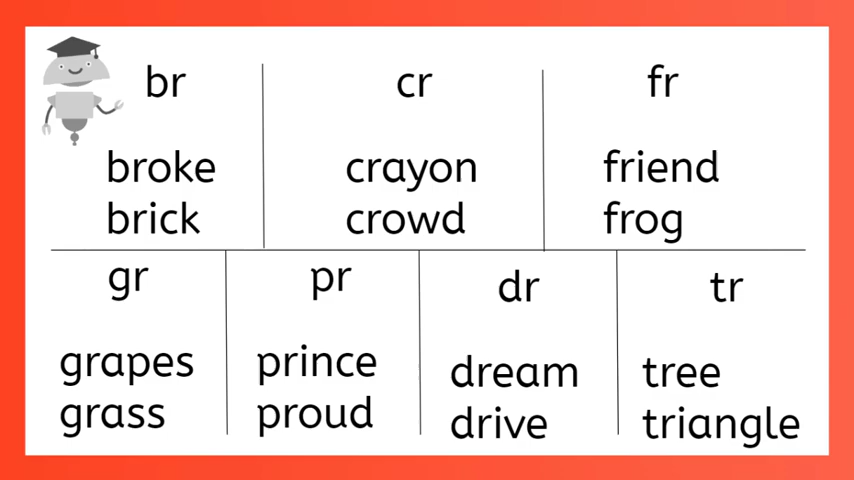 br
broke
brick
cr
crayon
crowd
fr
friend
frog
gr
grapes
grass
pr
prince
proud
dr
dream
drive
tr
tree
triangle